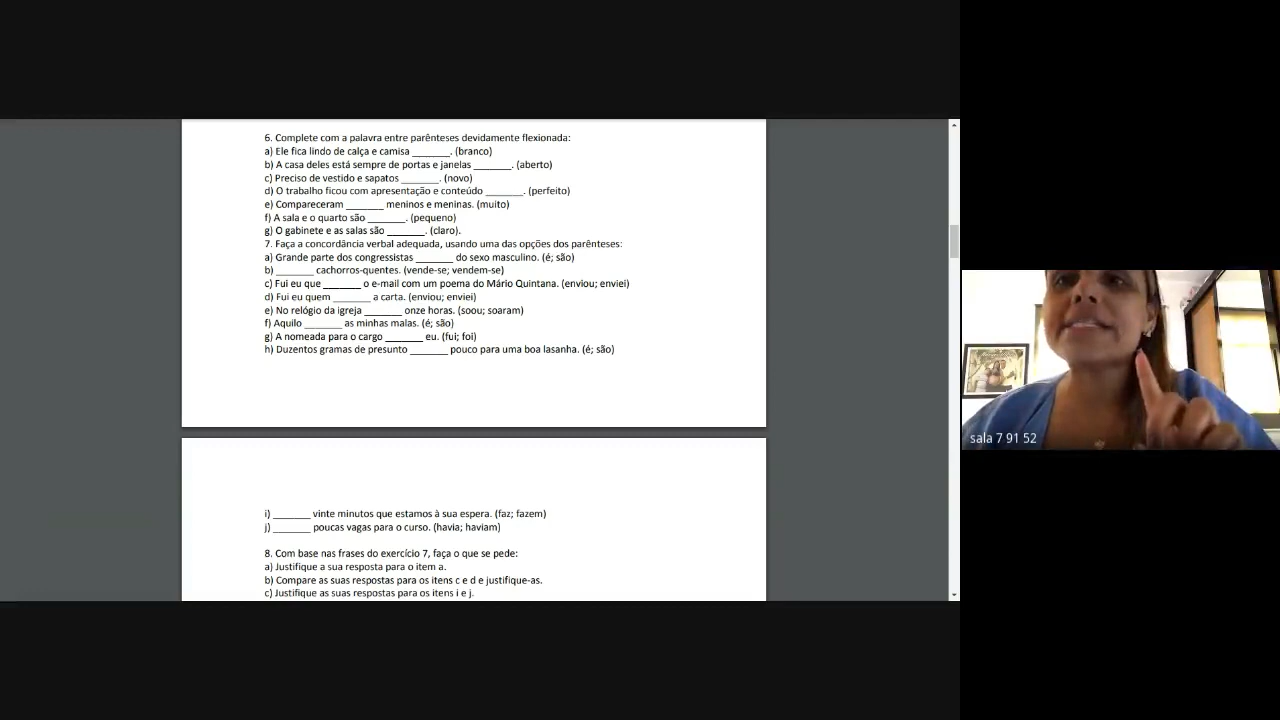 6. Complete com a palavra entre parênteses devidamente flexionada:
a) Ele fica lindo de calça e camisa _______. (branco)
b) A casa deles está sempre de portas e janelas _______. (aberto)
c) Preciso de vestido e sapatos _______. (novo)
d) O trabalho ficou com apresentação e conteúdo _______. (perfeito)
e) Compareceram _______ meninos e meninas. (muito)
f) A sala e o quarto são _______. (pequeno)
g) O gabinete e as salas são _______. (claro).
7. Faça a concordância verbal adequada, usando uma das opções dos parênteses:
a) Grande parte dos congressistas _______ do sexo masculino. (é; são)
b) _______ cachorros-quentes. (vende-se; vendem-se)
c) Fui eu que _______ o e-mail com um poema do Mário Quintana. (enviou; enviei)
d) Fui eu quem _______ a carta. (enviou; enviei)
e) No relógio da igreja _______ onze horas. (soou; soaram)
f) Aquilo _______ as minhas malas. (é; são)
g) A nomeada para o cargo _______ eu. (fui; foi)
h) Duzentos gramas de presunto _______ pouco para uma boa lasanha. (é; são)
i) _______ vinte minutos que estamos à sua espera. (faz; fazem)
j) _______ poucas vagas para o curso. (havia; haviam)
8. Com base nas frases do exercício 7, faça o que se pede:
a) Justifique a sua resposta para o item a.
b) Compare as suas respostas para os itens c e d e justifique-as.
c) Justifique as suas respostas para os itens i e j.
sala 7 91 52